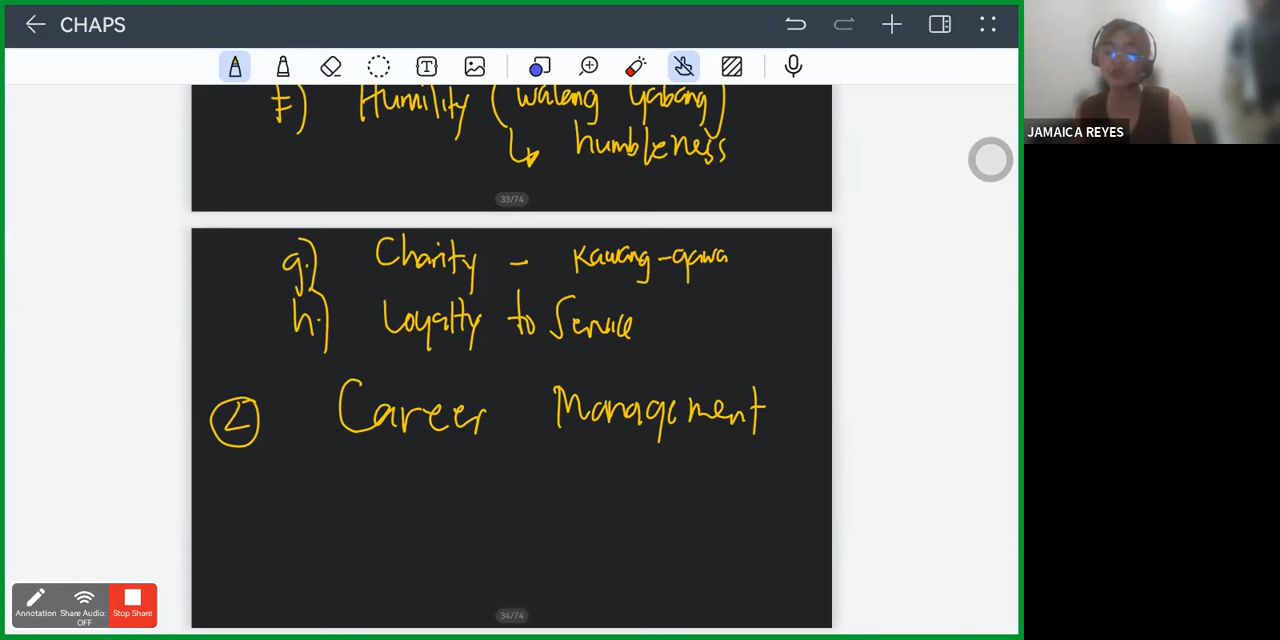 CHAPS
JAMAICA REYES
F) Humility (walang yabang)
↳ humbleness
33/74
g.) Charity - Kawang-gawa
h.) Loyalty to Service
② Career Management
Annotation
Share Audio: OFF
Stop Share
34/74